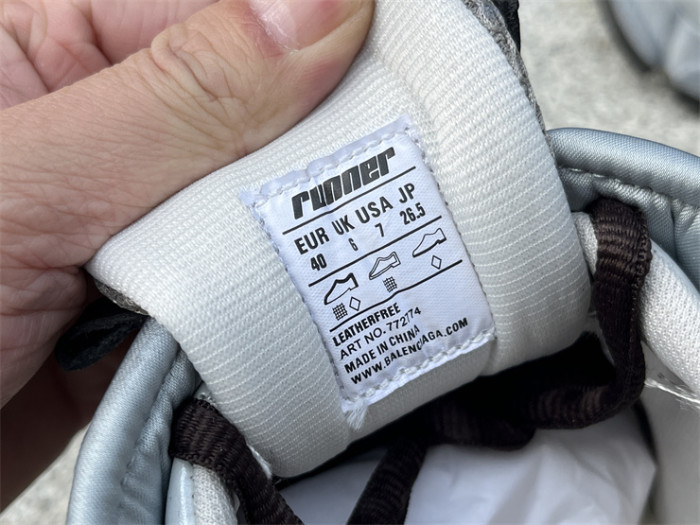 runner
EUR UK USA JP
40 6 7 26.5
LEATHERFREE
ART NO.772174
MADE IN CHINA
WWW.BALENCIAGA.COM